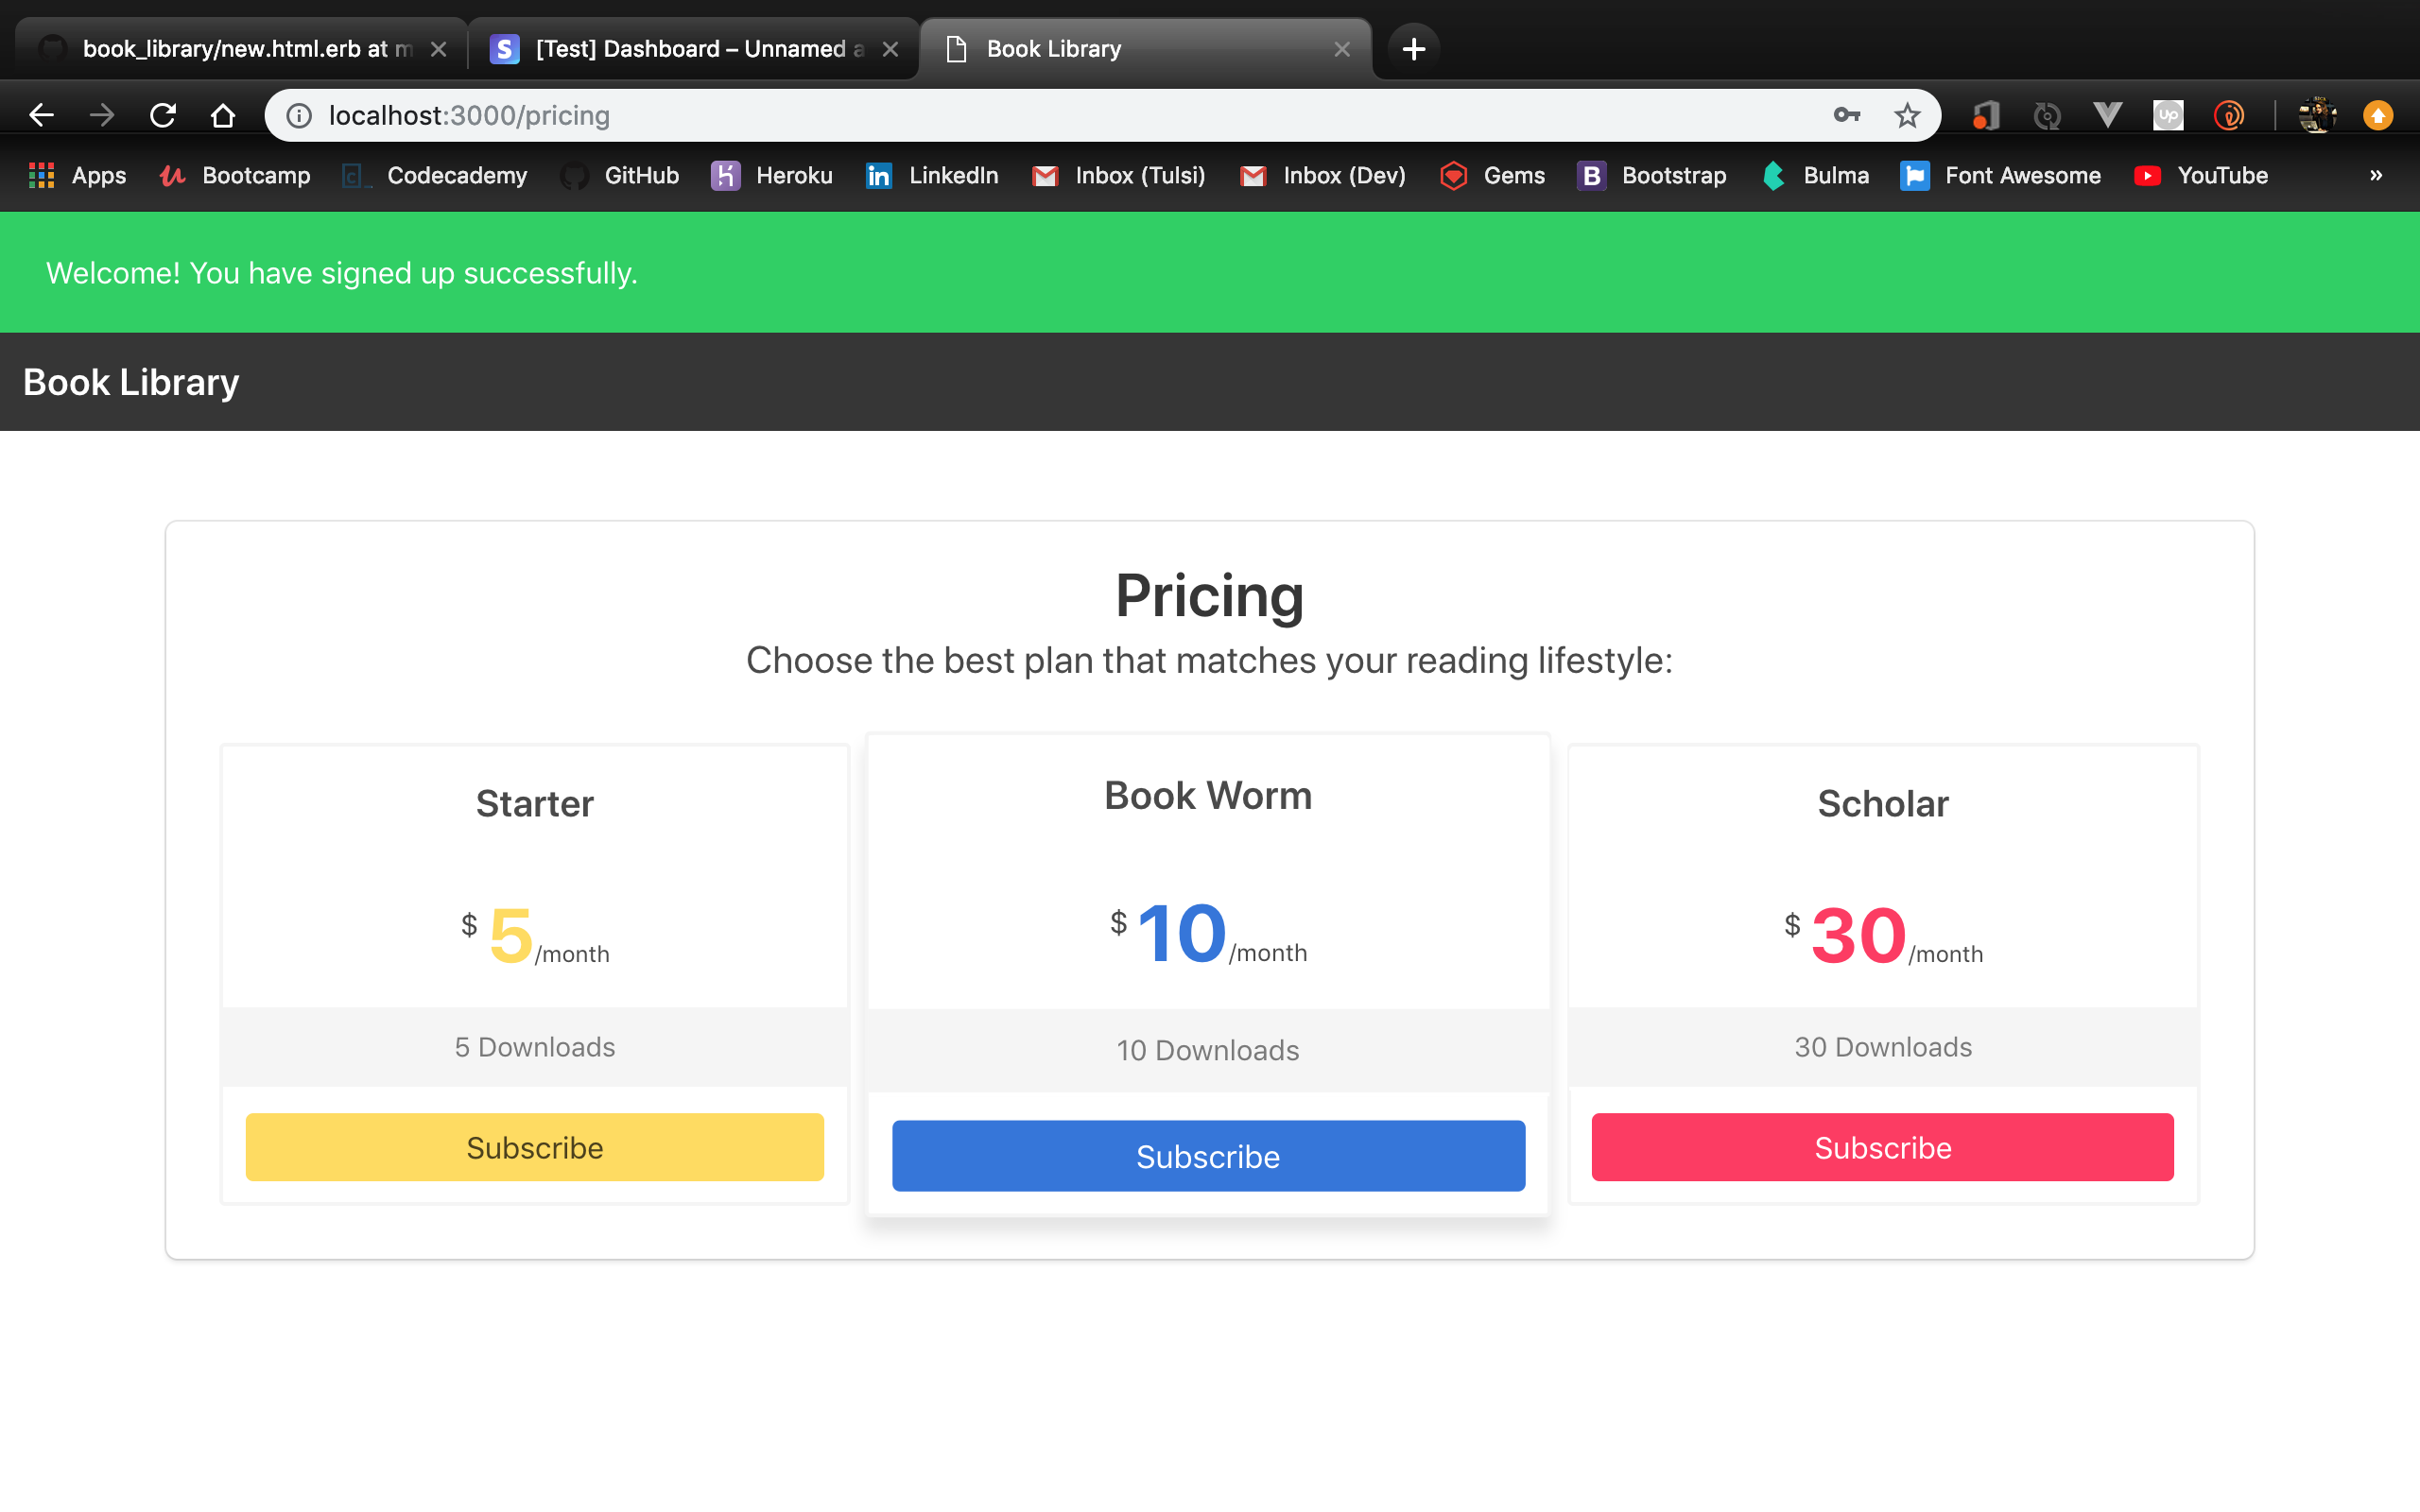 book_library/new.html.erb at m
[Test] Dashboard – Unnamed a
Book Library
localhost:3000/pricing
Apps
Bootcamp
Codecademy
GitHub
Heroku
LinkedIn
Inbox (Tulsi)
Inbox (Dev)
Gems
Bootstrap
Bulma
Font Awesome
YouTube
»
Welcome! You have signed up successfully.
Book Library
Pricing
Choose the best plan that matches your reading lifestyle:
Starter
$ 5/month
5 Downloads
Subscribe
Book Worm
$ 10/month
10 Downloads
Subscribe
Scholar
$ 30/month
30 Downloads
Subscribe